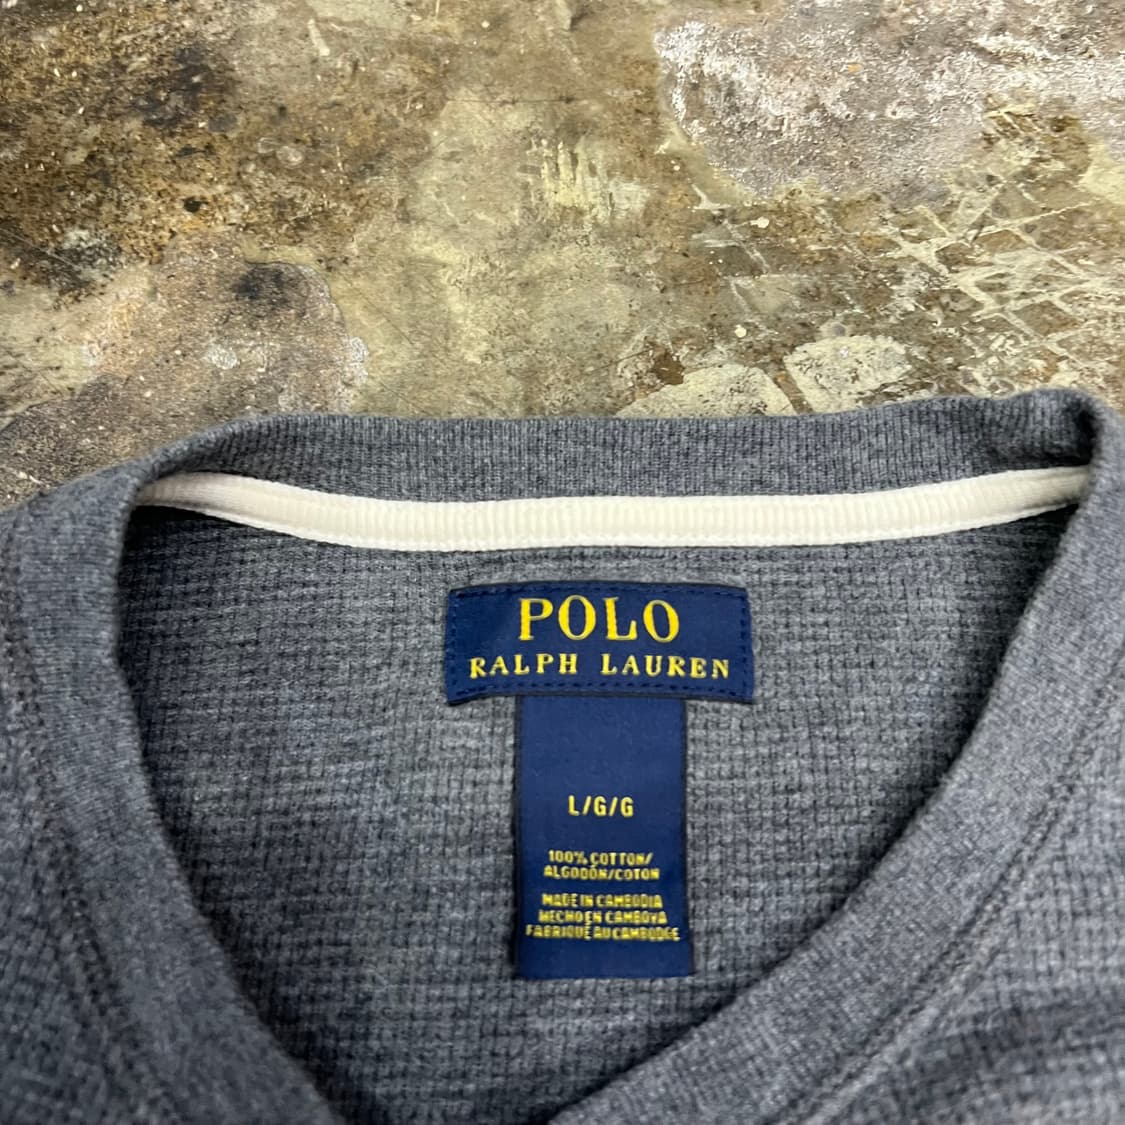 POLO
RALPH LAUREN
L/G/G
100% COTTON/
ALGODÓN/COTON
MADE IN CAMBODIA
HECHO EN CAMBOYA
FABRIQUÉ AU CAMBODGE